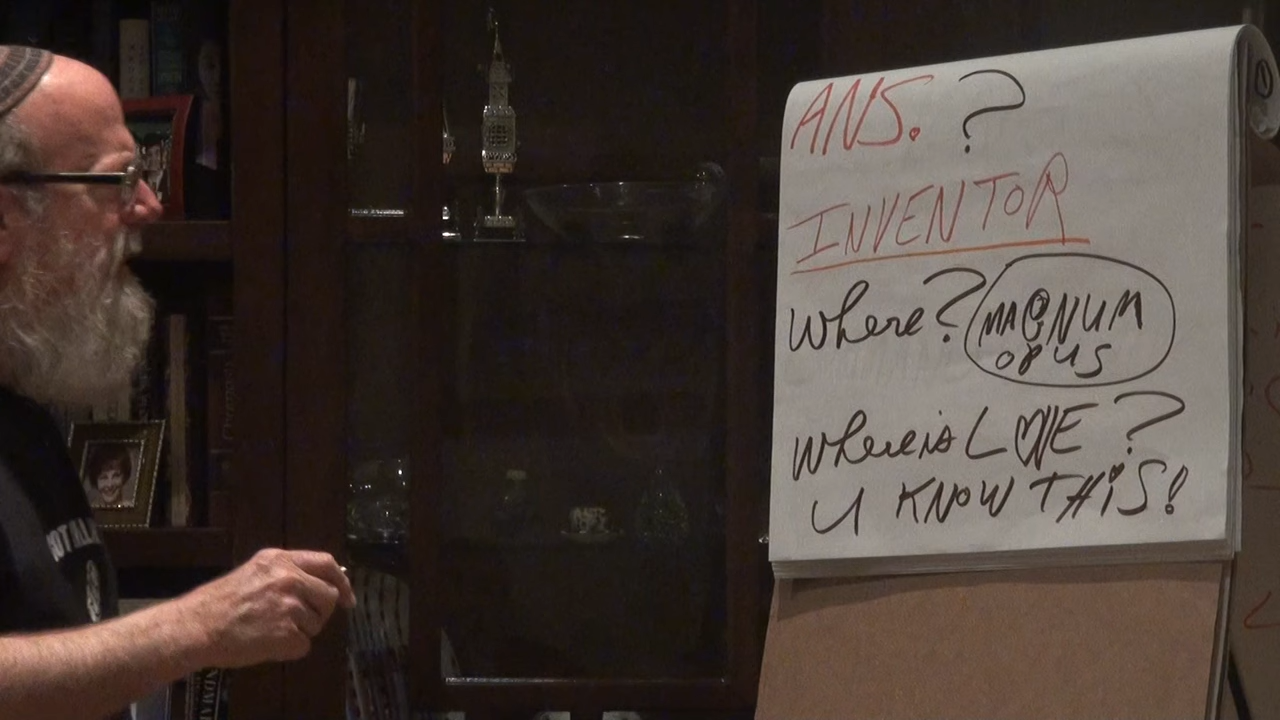 ANS. ?
INVENTOR
Where? MAGNUM
OPUS
Where is LOVE?
U KNOW THiS!